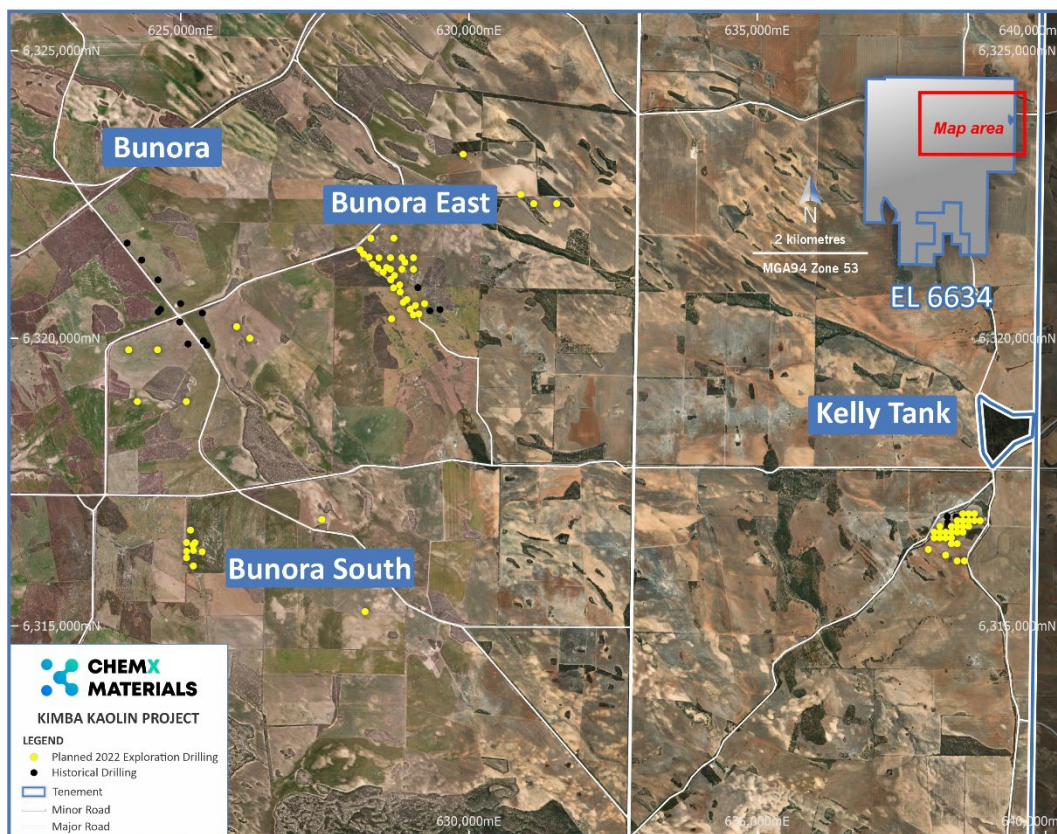 625,000mE
630,000mE
635,000mE
640,000mE
6,325,000mN
6,325,000mN
Bunora
Map area
Bunora East
N
2 kilometres
MGA94 Zone 53
EL 6634
6,320,000mN
6,320,000mN
Kelly Tank
Bunora South
6,315,000mN
6,315,000mN
CHEMX
MATERIALS
KIMBA KAOLIN PROJECT
LEGEND
Planned 2022 Exploration Drilling
Historical Drilling
Tenement
Minor Road
Major Road
630,000mE
640,000mE